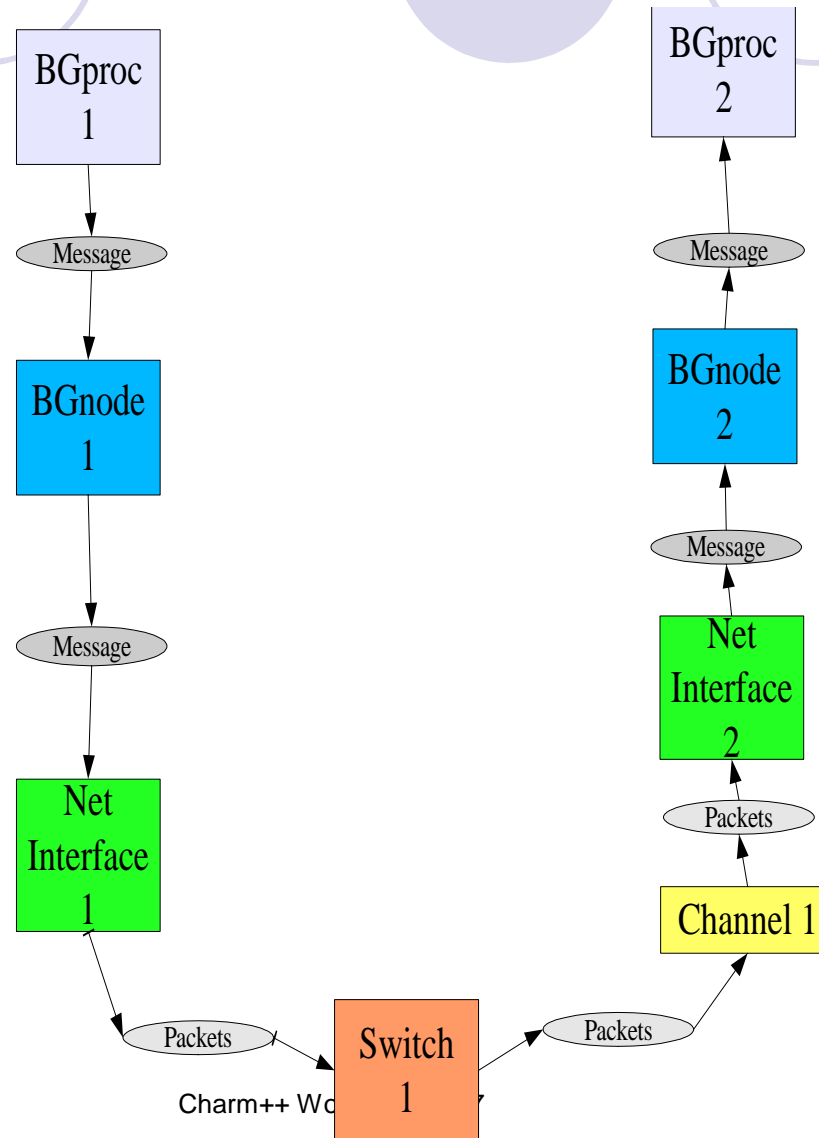 BGproc
1
Message
BGnode
1
Message
Net
Interface
1
Packets
Switch
1
Packets
Channel 1
Packets
Net
Interface
2
Message
BGnode
2
Message
BGproc
2
Charm++